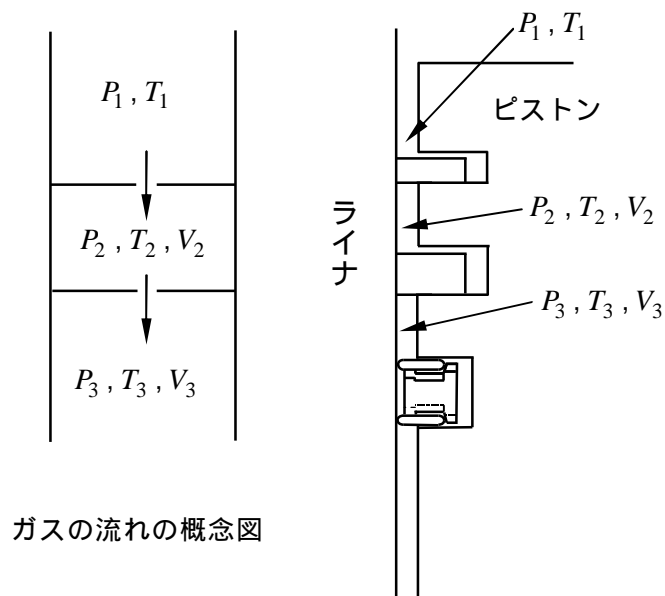 P₁ , T₁
P₂ , T₂ , V₂
P₃ , T₃ , V₃
ガスの流れの概念図
P₁ , T₁
ピストン
ライナ
P₂ , T₂ , V₂
P₃ , T₃ , V₃